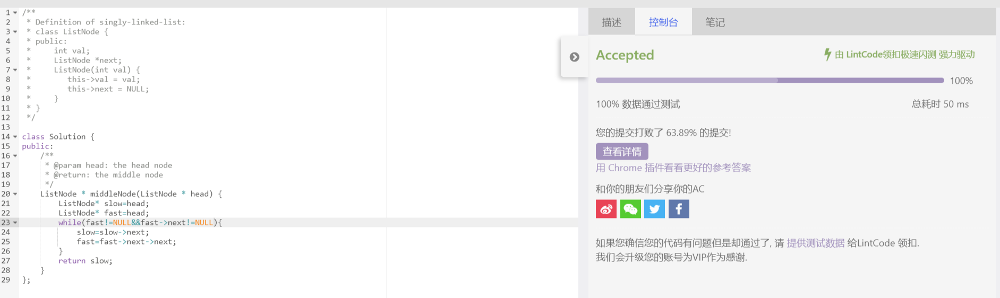 1 /**
2  * Definition of singly-linked-list:
3  * class ListNode {
4  * public:
5  *     int val;
6  *     ListNode *next;
7  *     ListNode(int val) {
8  *        this->val = val;
9  *        this->next = NULL;
10  *     }
11  * }
12  */
13
14 class Solution {
15 public:
16     /**
17      * @param head: the head node
18      * @return: the middle node
19      */
20     ListNode * middleNode(ListNode * head) {
21         ListNode* slow=head;
22         ListNode* fast=head;
23         while(fast!=NULL&&fast->next!=NULL){
24             slow=slow->next;
25             fast=fast->next->next;
26         }
27         return slow;
28     }
29 };
描述 控制台 笔记
Accepted 由 LintCode领扣极速闪测 强力驱动
100%
100% 数据通过测试 总耗时 50 ms
您的提交打败了 63.89% 的提交!
查看详情
用 Chrome 插件看看更好的参考答案
和你的朋友们分享你的AC
如果您确信您的代码有问题但是却通过了, 请 提供测试数据 给LintCode 领扣.
我们会升级您的账号为VIP作为感谢.